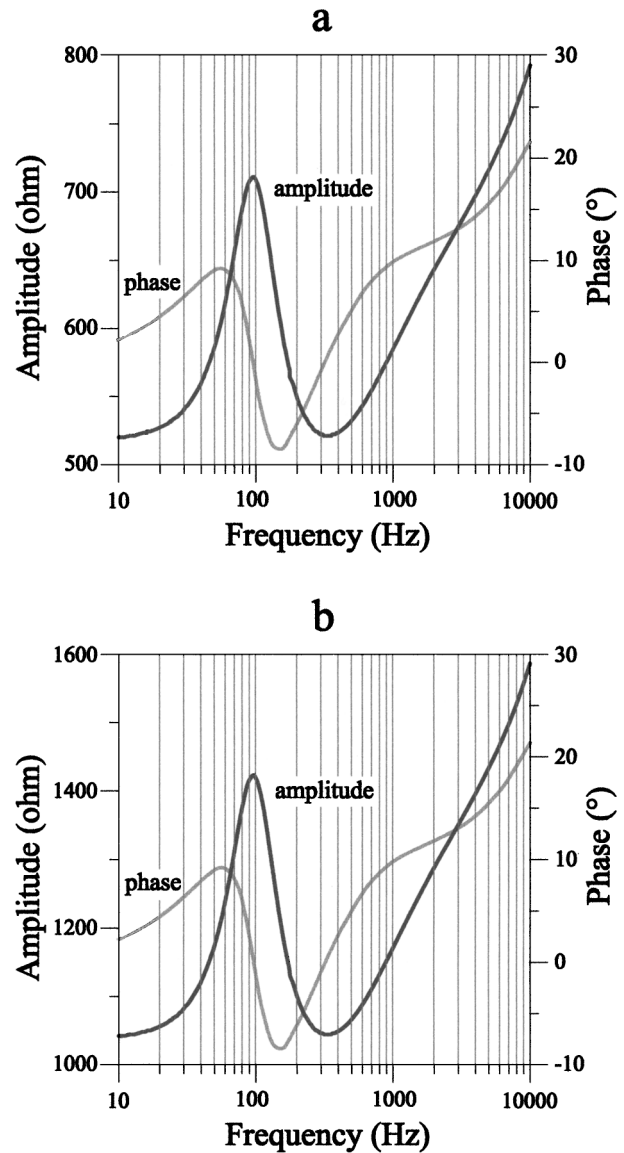 a
800
700
600
500
Amplitude (ohm)
amplitude
phase
30
20
10
0
-10
Phase (°)
10
100
1000
10000
Frequency (Hz)
b
1600
1400
1200
1000
Amplitude (ohm)
amplitude
phase
30
20
10
0
-10
Phase (°)
10
100
1000
10000
Frequency (Hz)